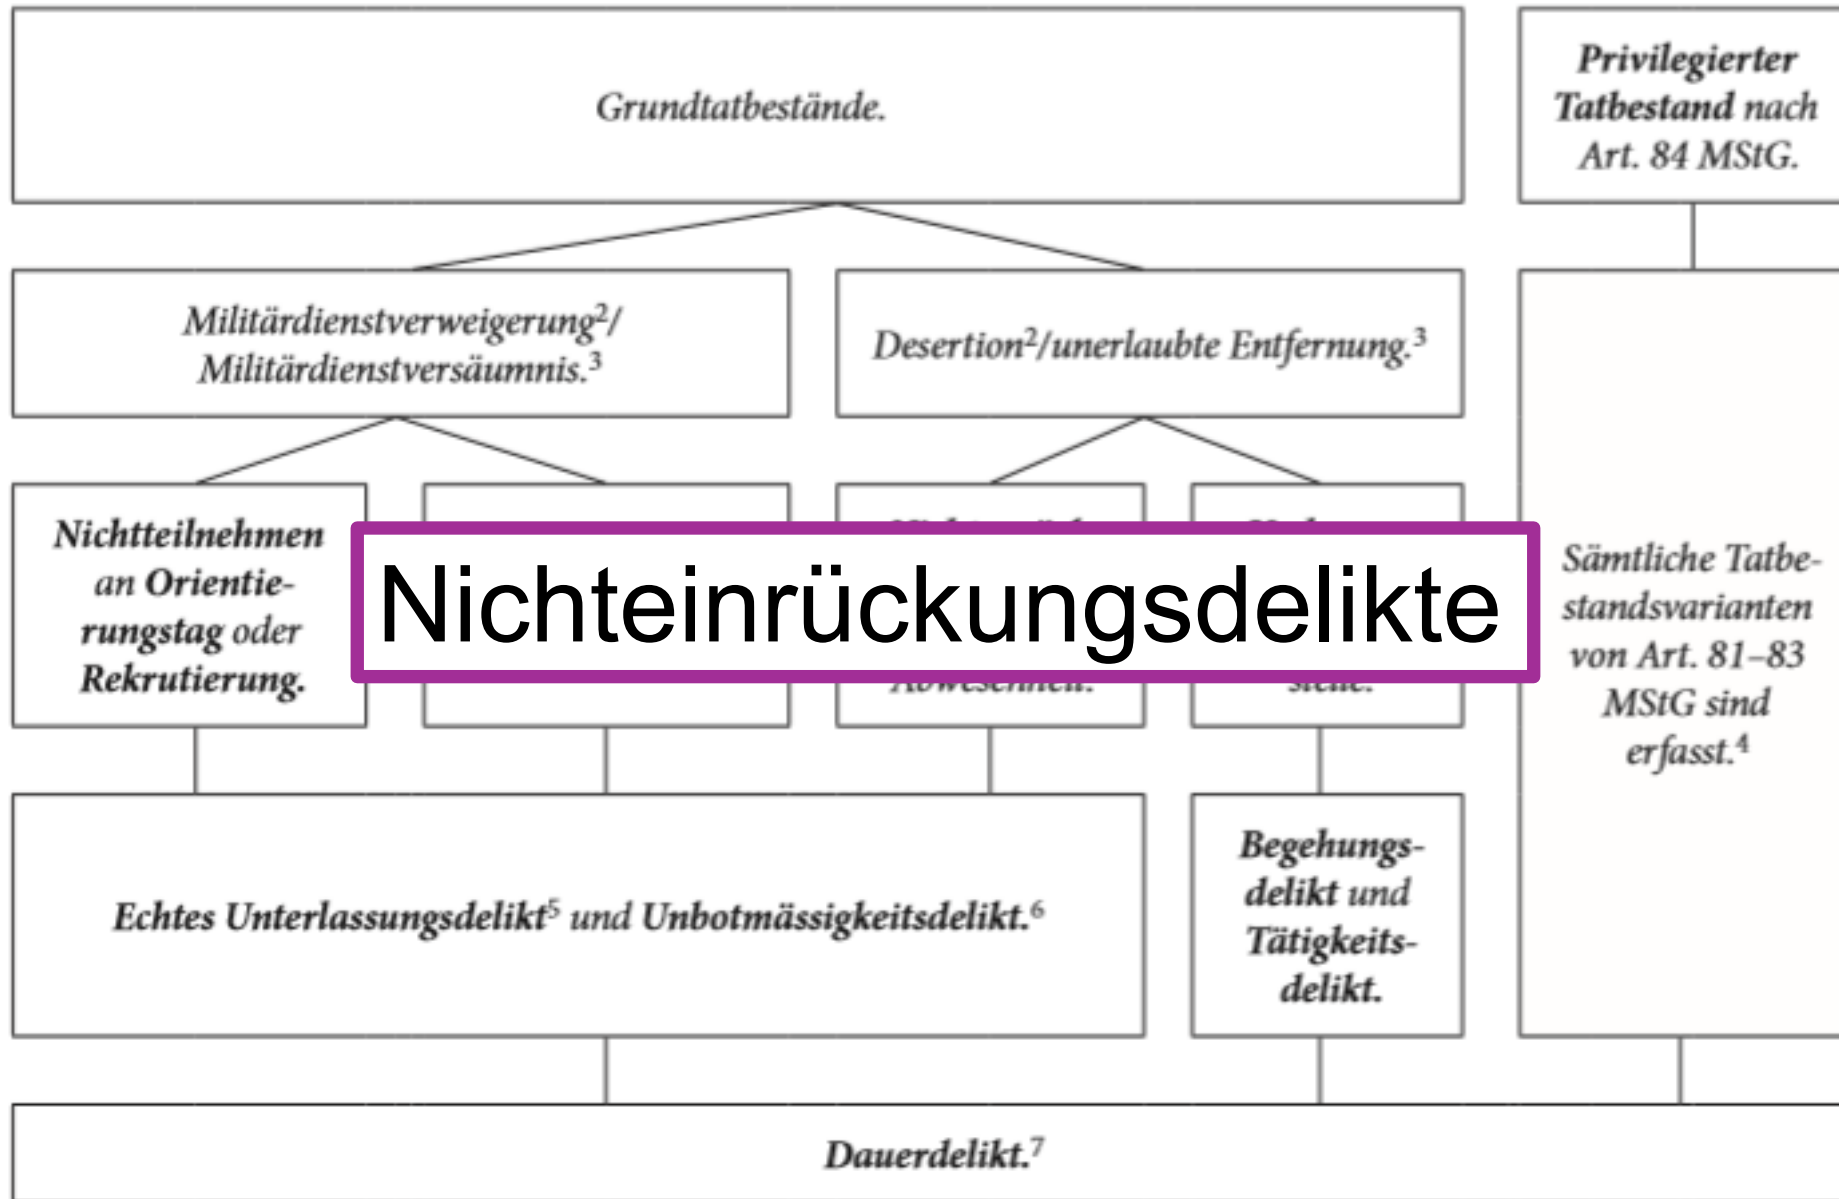 Grundtatbestände.
Privilegierter
Tatbestand nach
Art. 84 MStG.
Militärdienstverweigerung²/
Militärdienstversäumnis.³
Desertion²/unerlaubte Entfernung.³
Nichtteilnehmen
an Orientie-
rungstag oder
Rekrutierung.
Nichteinrückungsdelikte
Abwesenheit.
stelle.
Sämtliche Tatbe-
standsvarianten
von Art. 81–83
MStG sind
erfasst.⁴
Echtes Unterlassungsdelikt⁵ und Unbotmässigkeitsdelikt.⁶
Begehungs-
delikt und
Tätigkeits-
delikt.
Dauerdelikt.⁷